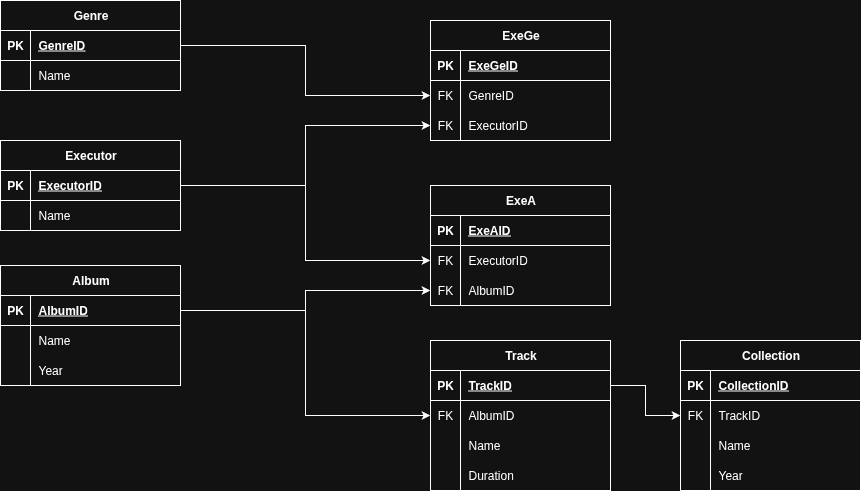 Genre
PK GenreID
Name
Executor
PK ExecutorID
Name
Album
PK AlbumID
Name
Year
ExeGe
PK ExeGeID
FK GenreID
FK ExecutorID
ExeA
PK ExeAID
FK ExecutorID
FK AlbumID
Track
PK TrackID
FK AlbumID
Name
Duration
Collection
PK CollectionID
FK TrackID
Name
Year